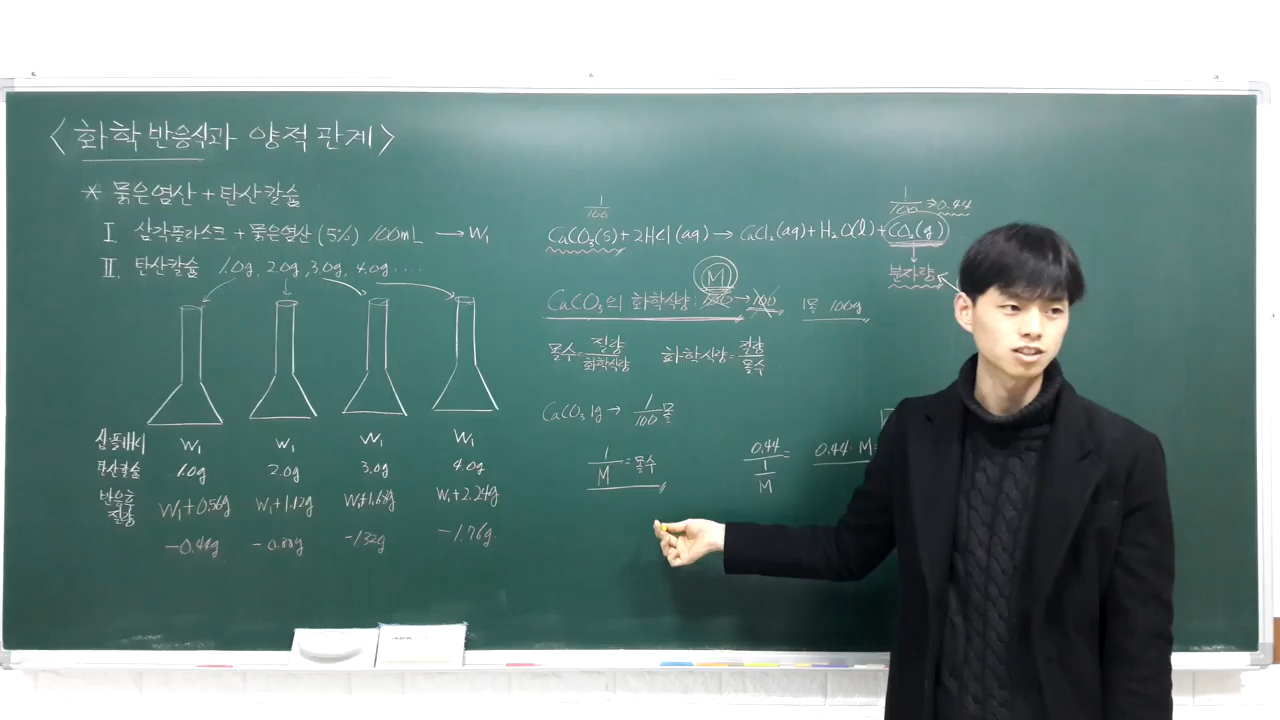 <화학 반응식과 양적 관계>
* 묽은염산 + 탄산칼슘
I. 삼각플라스크 + 묽은염산 (5%) 100mL → W₁
II. 탄산칼슘 1.0g, 2.0g, 3.0g, 4.0g ····
W₁ W₁ W₁ W₁
탄산칼슘 1.0g 2.0g 3.0g 4.0g
반응후 질량 W₁+0.56g W₁+1.12g W₁+1.68g W₁+2.24g
-0.44g -0.88g -1.32g -1.76g
1/100 1/100 → 0.44
CaCO₃(s) + 2HCl(aq) → CaCl₂(aq) + H₂O(l) + CO₂(g)
분자량
M
CaCO₃의 화학식량 : 100 → 100 1몰 100g
몰수 = 질량/화학식량 화학식량 = 질량/몰수
CaCO₃ 1g → 1/100 몰
1/M = 몰수 0.44/(1/M) = 0.44·M =